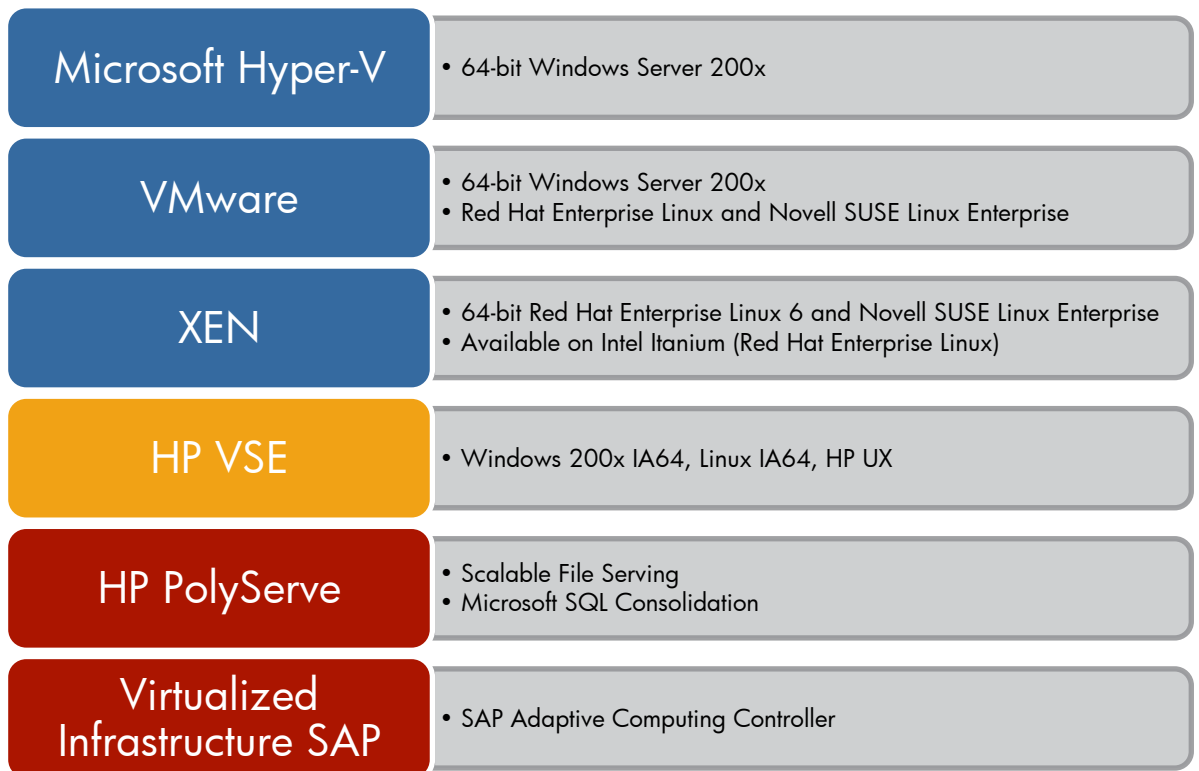 Microsoft Hyper-V
• 64-bit Windows Server 200x
VMware
• 64-bit Windows Server 200x
• Red Hat Enterprise Linux and Novell SUSE Linux Enterprise
XEN
• 64-bit Red Hat Enterprise Linux 6 and Novell SUSE Linux Enterprise
• Available on Intel Itanium (Red Hat Enterprise Linux)
HP VSE
• Windows 200x IA64, Linux IA64, HP UX
HP PolyServe
• Scalable File Serving
• Microsoft SQL Consolidation
Virtualized
Infrastructure SAP
• SAP Adaptive Computing Controller